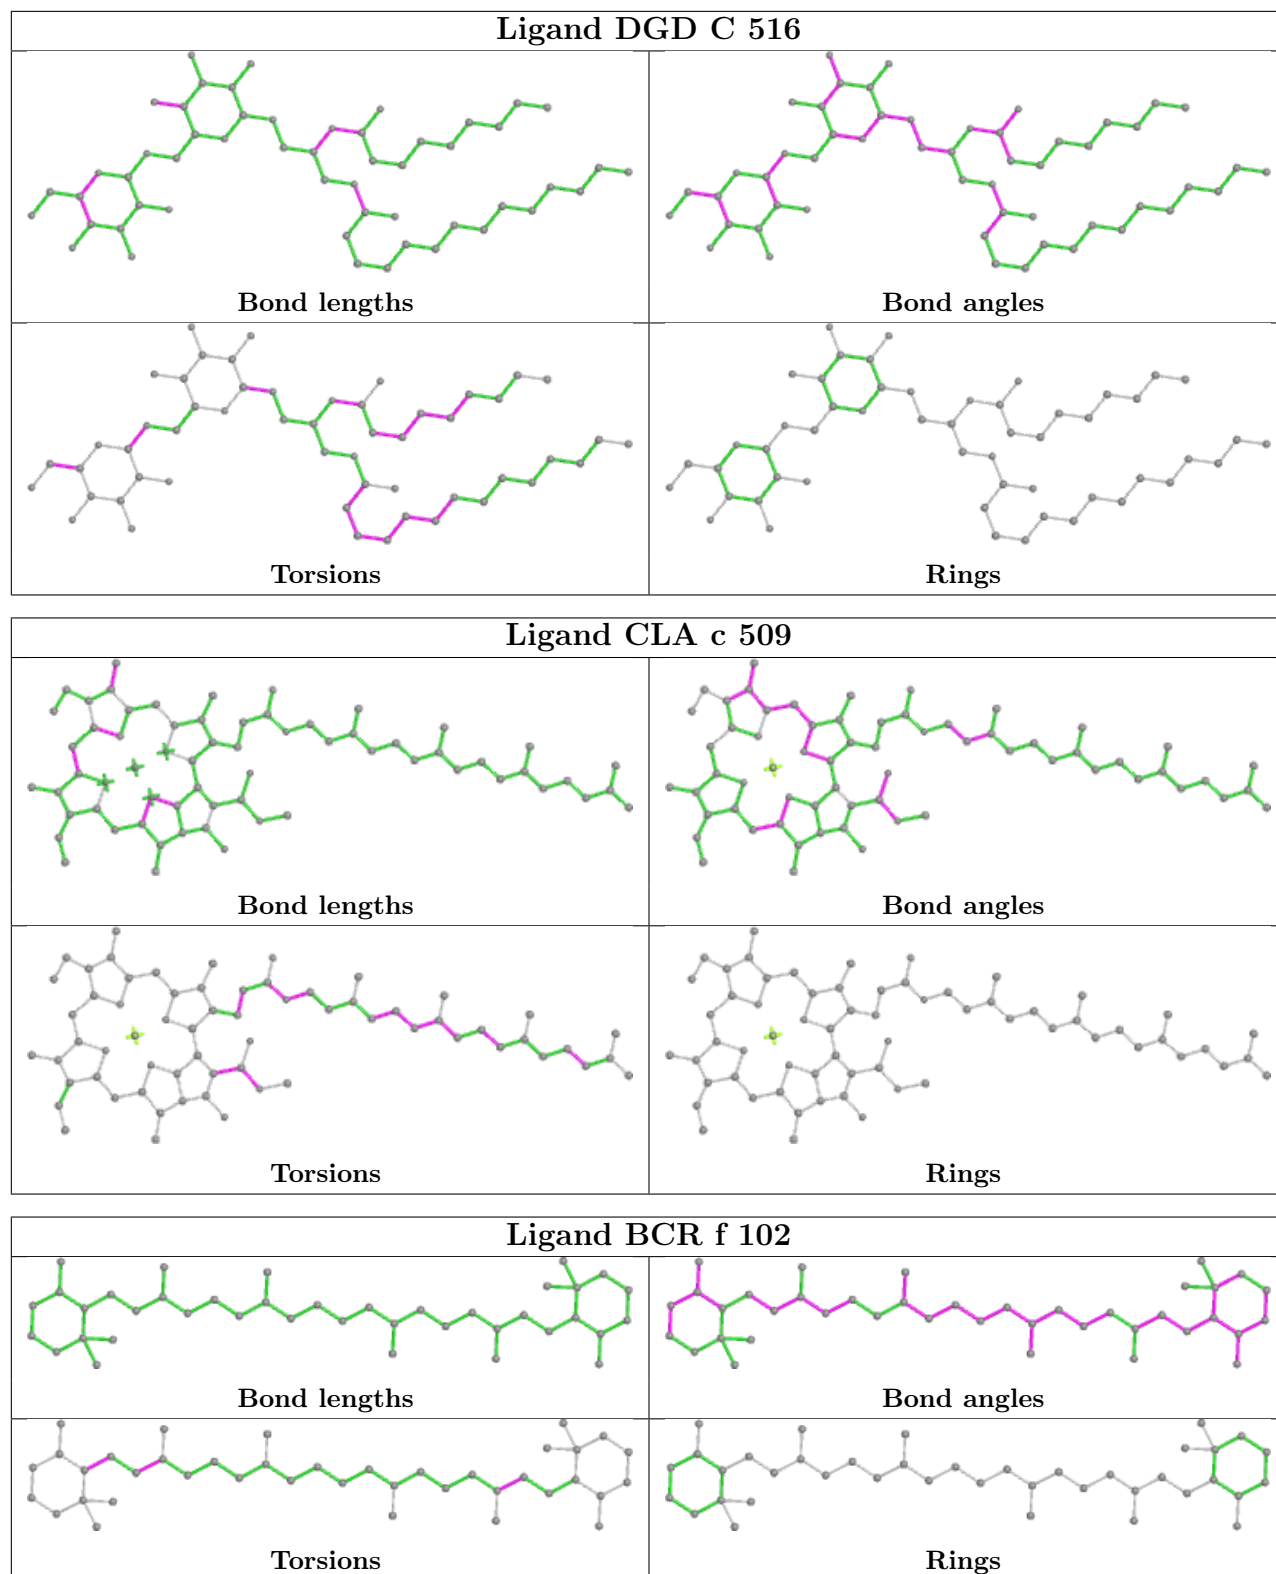 Ligand DGD C 516
Bond lengths
Bond angles
Torsions
Rings
Ligand CLA c 509
Bond lengths
Bond angles
Torsions
Rings
Ligand BCR f 102
Bond lengths
Bond angles
Torsions
Rings